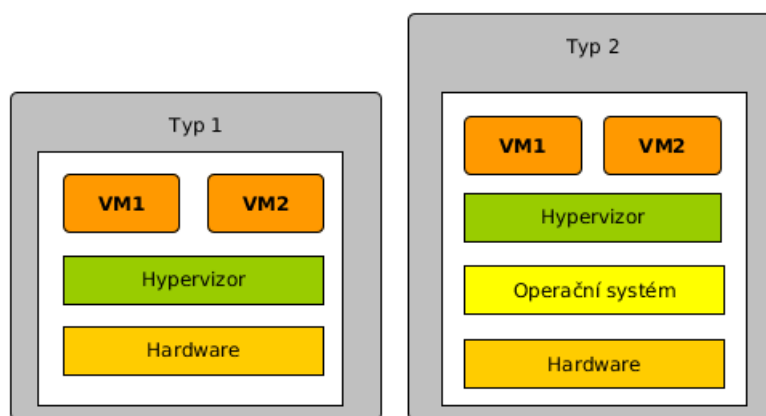 Typ 1
VM1 VM2
Hypervizor
Hardware
Typ 2
VM1 VM2
Hypervizor
Operační systém
Hardware